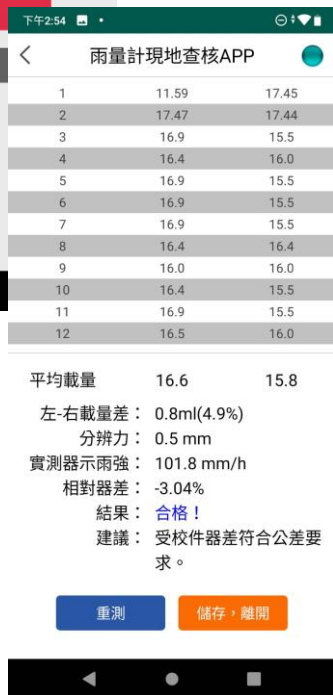 下午2:54
雨量計現地查核APP
1 11.59 17.45
2 17.47 17.44
3 16.9 15.5
4 16.4 16.0
5 16.9 15.5
6 16.9 15.5
7 16.9 15.5
8 16.4 16.4
9 16.0 16.0
10 16.4 15.5
11 16.9 15.5
12 16.5 16.0
平均載量 16.6 15.8
左-右載量差： 0.8ml(4.9%)
分辨力： 0.5 mm
實測器示雨強： 101.8 mm/h
相對器差： -3.04%
結果： 合格！
建議： 受校件器差符合公差要
求。
重測 儲存，離開